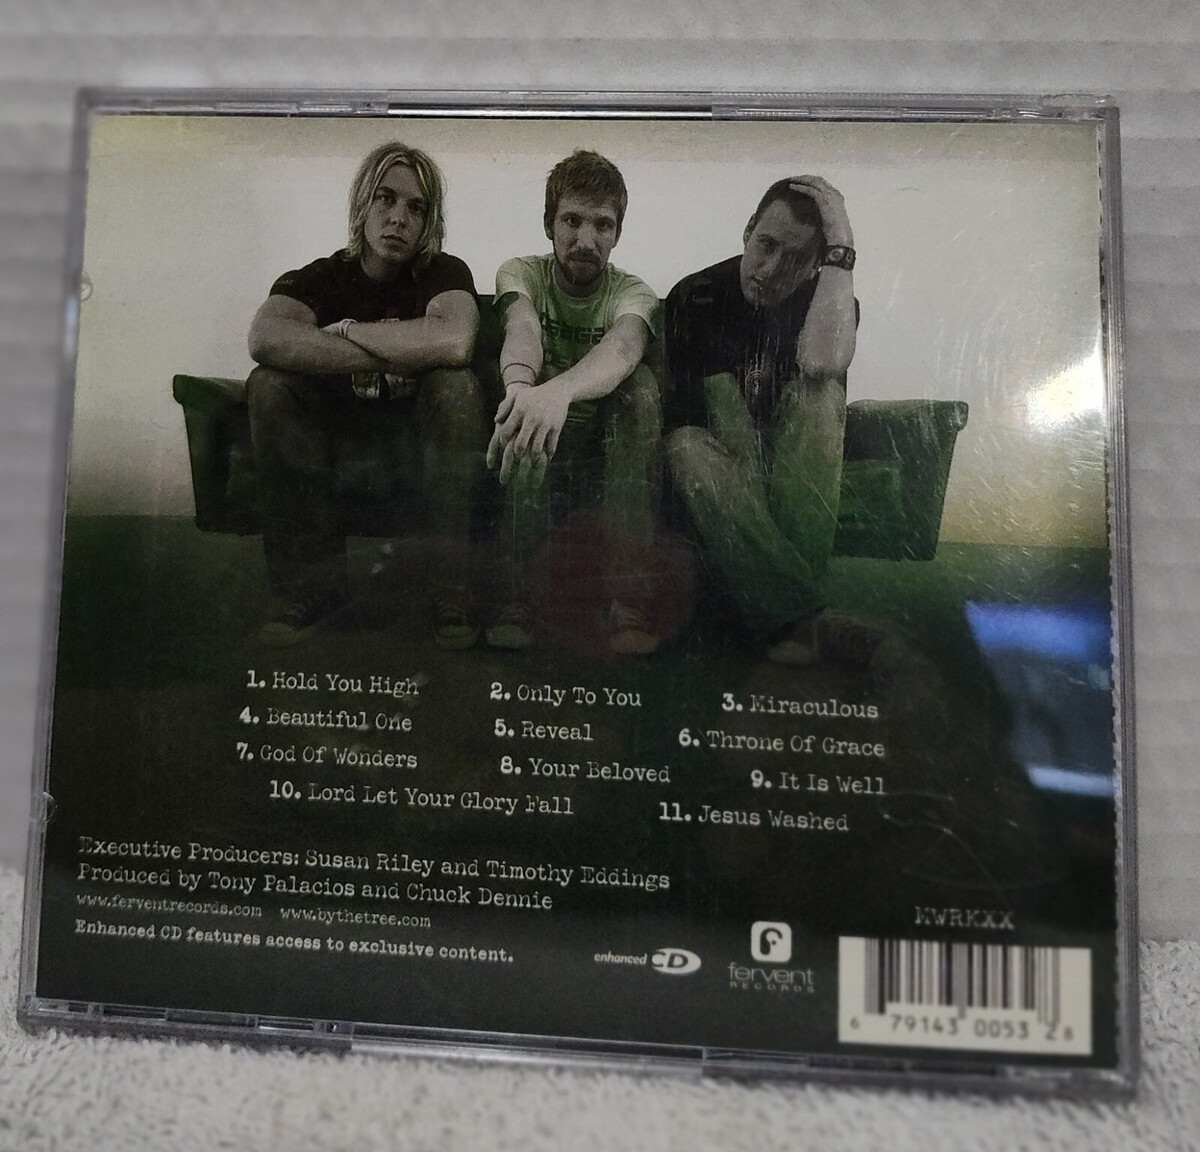 1. Hold You High 2. Only To You 3. Miraculous
4. Beautiful One 5. Reveal 6. Throne Of Grace
7. God Of Wonders 8. Your Beloved 9. It Is Well
10. Lord Let Your Glory Fall 11. Jesus Washed
Executive Producers: Susan Riley and Timothy Eddings
Produced by Tony Palacios and Chuck Dennie
www.ferventrecords.com www.bythetree.com
Enhanced CD features access to exclusive content.
enhanced CD
fervent
RECORDS
MWRKXX
6 79143 0053 2 8